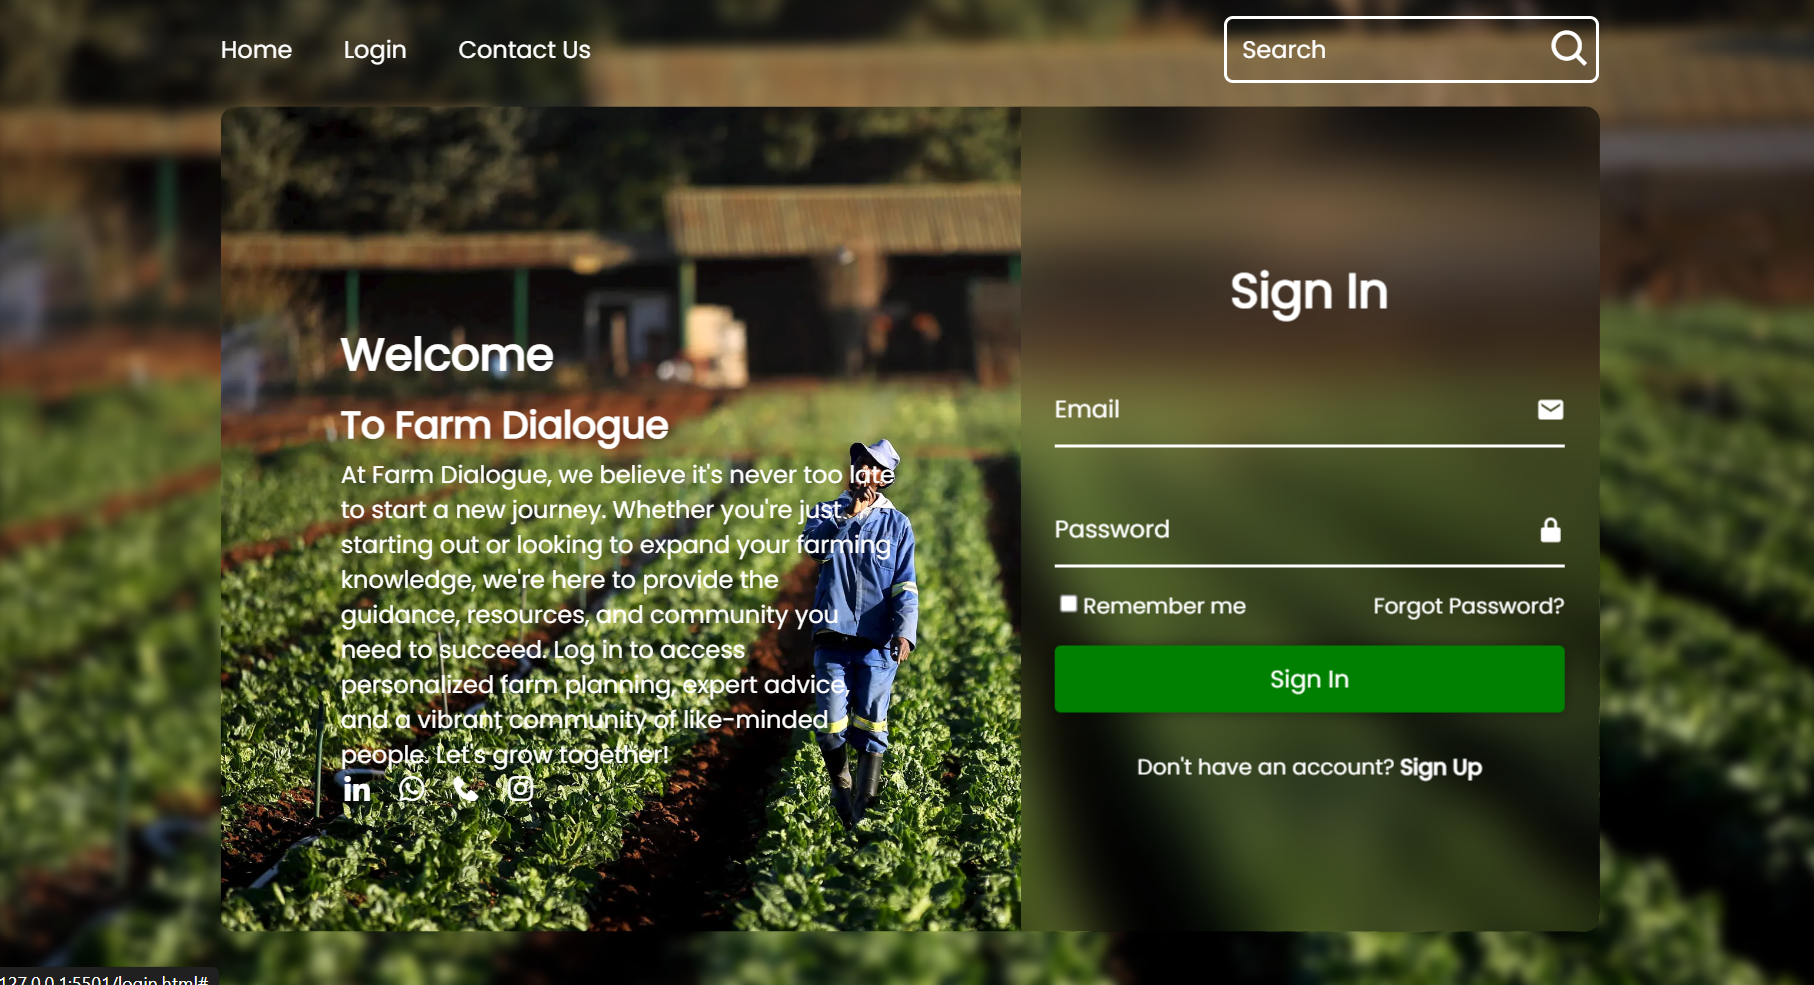 Home Login Contact Us Search
Welcome
To Farm Dialogue
At Farm Dialogue, we believe it's never too late
to start a new journey. Whether you're just
starting out or looking to expand your farming
knowledge, we're here to provide the
guidance, resources, and community you
need to succeed. Log in to access
personalized farm planning, expert advice,
and a vibrant community of like-minded
people. Let's grow together!
Sign In
Email
Password
Remember me Forgot Password?
Sign In
Don't have an account? Sign Up
127.0.0.1:5501/login.html#